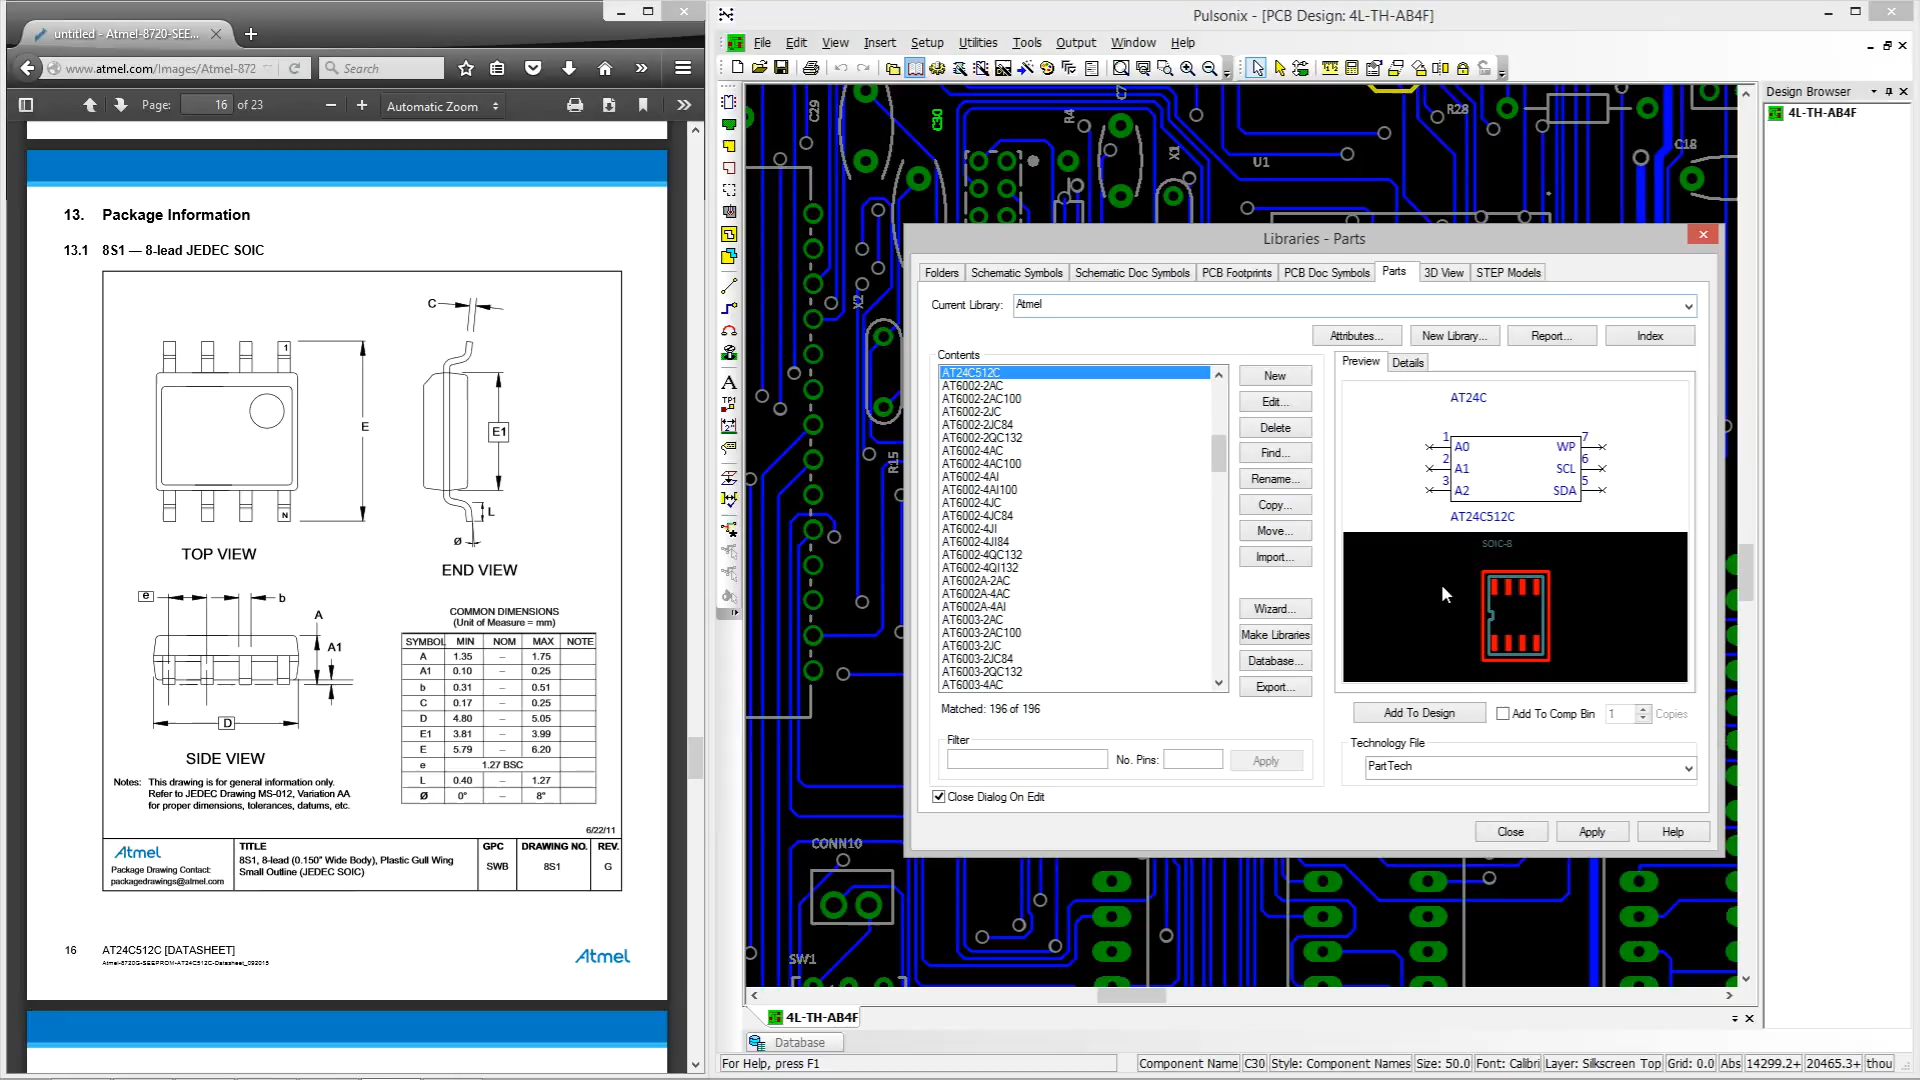 untitled - Atmel-8720-SEE...
www.atmel.com/Images/Atmel-872
Search
Page: 16 of 23
Automatic Zoom
13. Package Information
13.1 8S1 — 8-lead JEDEC SOIC
C
1
E
E1
N
L
Ø
TOP VIEW
END VIEW
e
b
A
A1
D
SIDE VIEW
COMMON DIMENSIONS
(Unit of Measure = mm)
SYMBOL MIN NOM MAX NOTE
A 1.35 – 1.75
A1 0.10 – 0.25
b 0.31 – 0.51
C 0.17 – 0.25
D 4.80 – 5.05
E1 3.81 – 3.99
E 5.79 – 6.20
e 1.27 BSC
L 0.40 – 1.27
Ø 0° – 8°
Notes: This drawing is for general information only.
Refer to JEDEC Drawing MS-012, Variation AA
for proper dimensions, tolerances, datums, etc.
6/22/11
Atmel
Package Drawing Contact:
packagedrawings@atmel.com
TITLE
8S1, 8-lead (0.150" Wide Body), Plastic Gull Wing
Small Outline (JEDEC SOIC)
GPC
SWB
DRAWING NO.
8S1
REV.
G
16 AT24C512C [DATASHEET]
Atmel-8720G-SEEPROM-AT24C512C-Datasheet_092015
Atmel
Pulsonix - [PCB Design: 4L-TH-AB4F]
File Edit View Insert Setup Utilities Tools Output Window Help
Design Browser
4L-TH-AB4F
C29
C30
R4
C7
X1
U1
R28
C18
X2
R15
CONN10
SW1
Libraries - Parts
Folders Schematic Symbols Schematic Doc Symbols PCB Footprints PCB Doc Symbols Parts 3D View STEP Models
Current Library: Atmel
Attributes... New Library... Report... Index
Contents
AT24C512C
AT6002-2AC
AT6002-2AC100
AT6002-2JC
AT6002-2JC84
AT6002-2QC132
AT6002-4AC
AT6002-4AC100
AT6002-4AI
AT6002-4AI100
AT6002-4JC
AT6002-4JC84
AT6002-4JI
AT6002-4JI84
AT6002-4QC132
AT6002-4QI132
AT6002A-2AC
AT6002A-4AC
AT6002A-4AI
AT6003-2AC
AT6003-2AC100
AT6003-2JC
AT6003-2JC84
AT6003-2QC132
AT6003-4AC
New
Edit...
Delete
Find...
Rename...
Copy...
Move...
Import...
Wizard...
Make Libraries
Database...
Export...
Preview Details
AT24C
1 A0 WP 7
2 A1 SCL 6
3 A2 SDA 5
AT24C512C
SOIC-8
Matched: 196 of 196
Add To Design Add To Comp Bin 1 Copies
Filter
No. Pins: Apply
Technology File
PartTech
Close Dialog On Edit
Close Apply Help
4L-TH-AB4F
Database
For Help, press F1
Component Name C30 Style: Component Names Size: 50.0 Font: Calibri Layer: Silkscreen Top Grid: 0.0 Abs 14299.2+ 20465.3+ thou